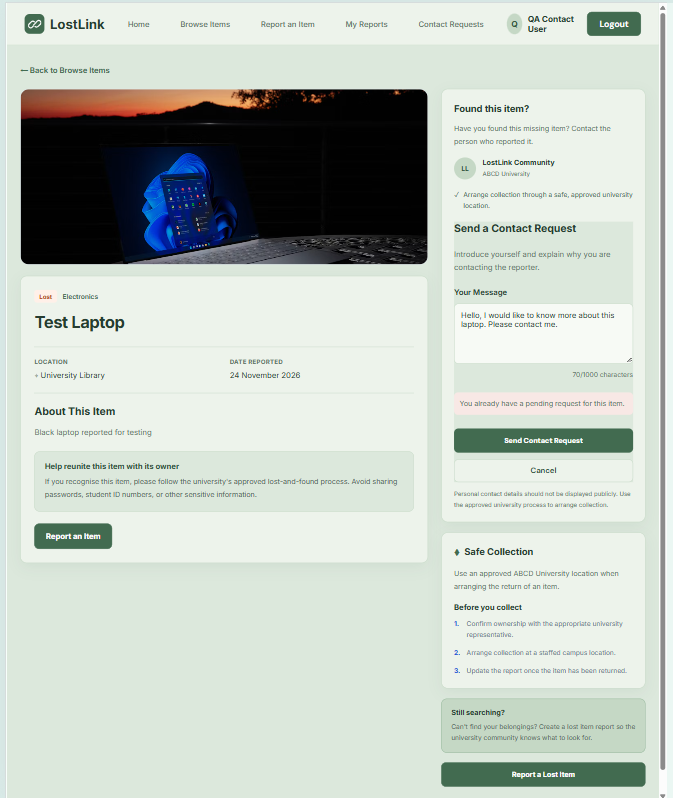 LostLink
Home
Browse Items
Report an Item
My Reports
Contact Requests
Q
QA Contact
User
Logout
← Back to Browse Items
Lost
Electronics
Test Laptop
LOCATION
University Library
DATE REPORTED
24 November 2026
About This Item
Black laptop reported for testing
Help reunite this item with its owner
If you recognise this item, please follow the university's approved lost-and-found process. Avoid sharing
passwords, student ID numbers, or other sensitive information.
Report an Item
Found this item?
Have you found this missing item? Contact the
person who reported it.
LL
LostLink Community
ABCD University
✓ Arrange collection through a safe, approved university
location.
Send a Contact Request
Introduce yourself and explain why you are
contacting the reporter.
Your Message
Hello, I would like to know more about this
laptop. Please contact me.
70/1000 characters
You already have a pending request for this item.
Send Contact Request
Cancel
Personal contact details should not be displayed publicly. Use
the approved university process to arrange collection.
Safe Collection
Use an approved ABCD University location when
arranging the return of an item.
Before you collect
1. Confirm ownership with the appropriate university
representative.
2. Arrange collection at a staffed campus location.
3. Update the report once the item has been returned.
Still searching?
Can't find your belongings? Create a lost item report so the
university community knows what to look for.
Report a Lost Item